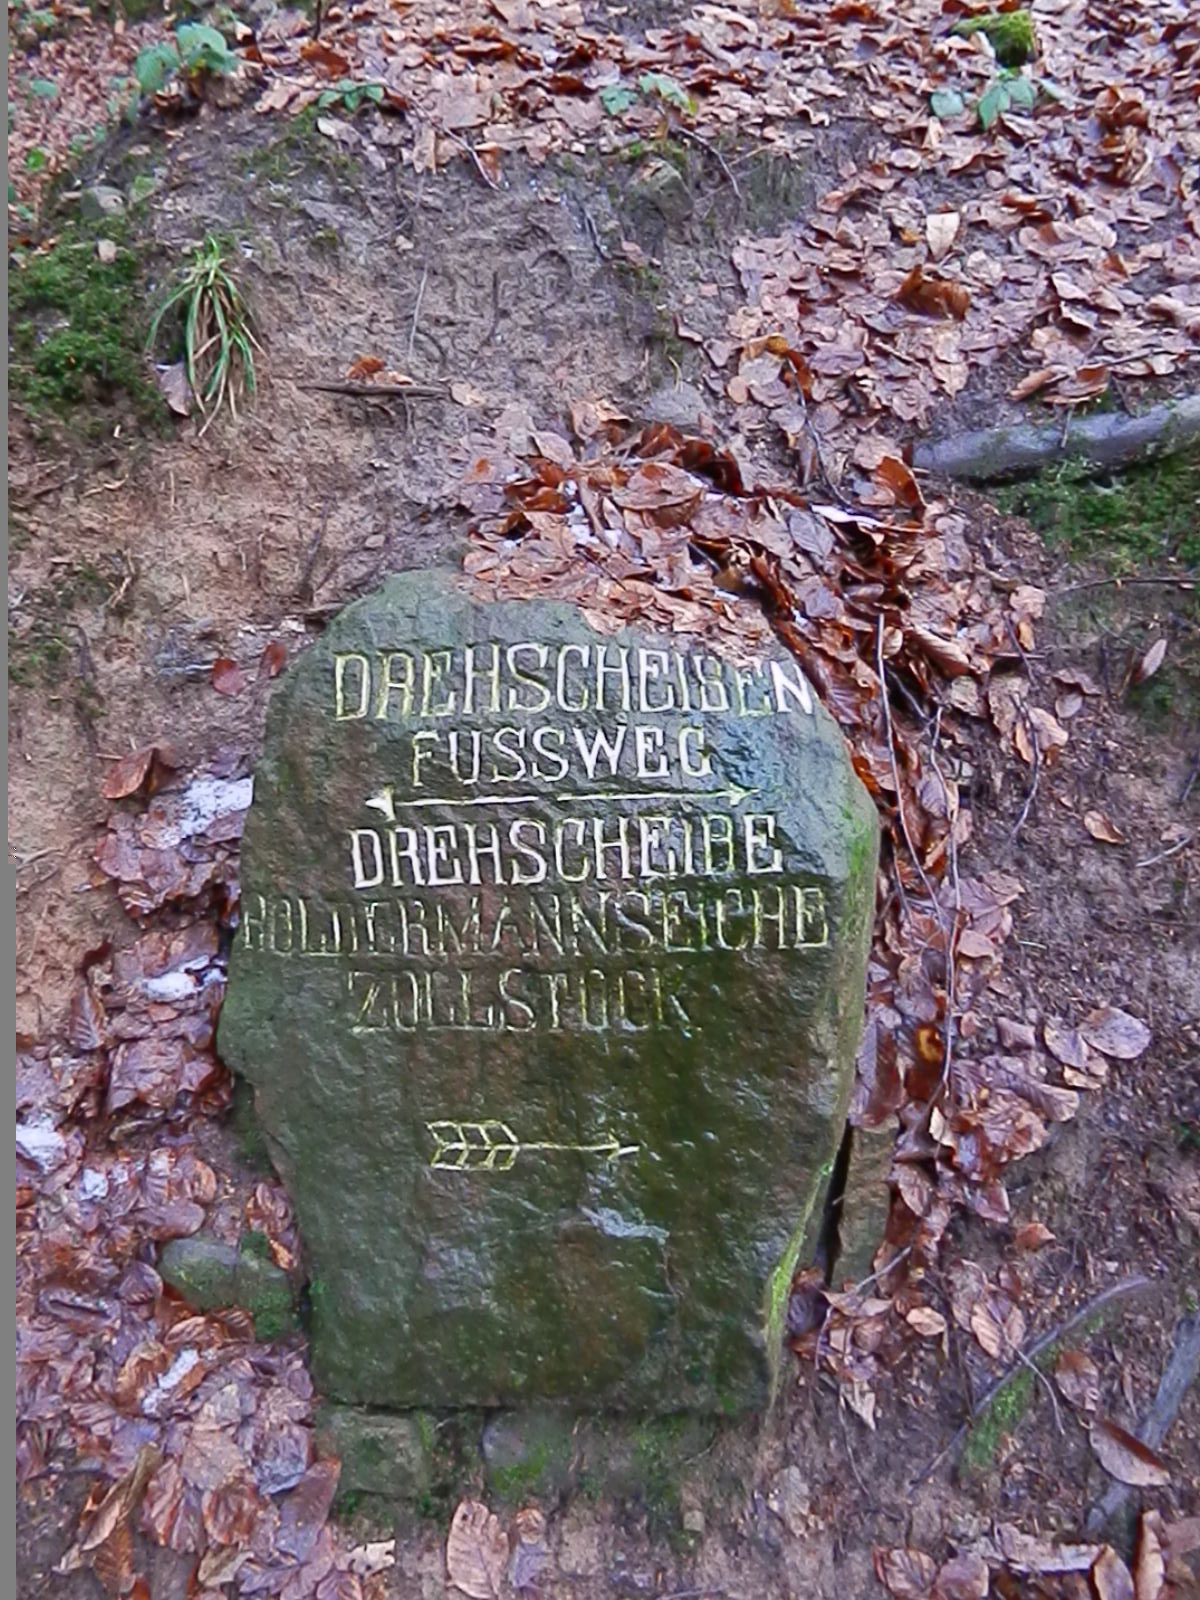 DREHSCHEIBEN
FUSSWEG
DREHSCHEIBE
HOLDERMANNSEICHE
ZOLLSTOCK